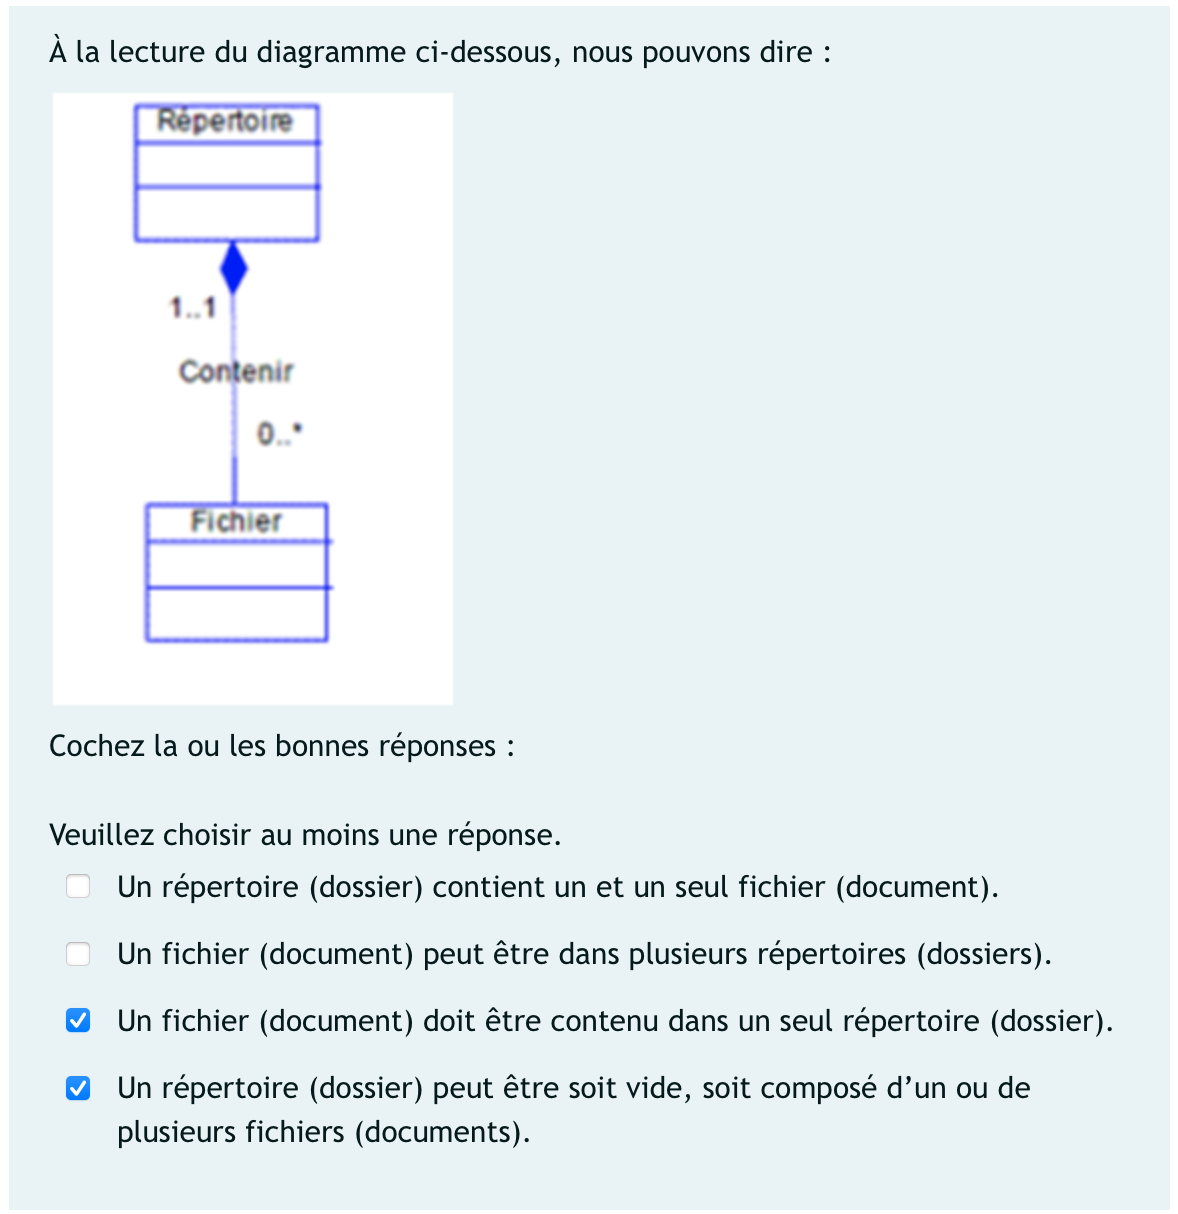 À la lecture du diagramme ci-dessous, nous pouvons dire :
Répertoire
1..1
Contenir
0..*
Fichier
Cochez la ou les bonnes réponses :
Veuillez choisir au moins une réponse.
Un répertoire (dossier) contient un et un seul fichier (document).
Un fichier (document) peut être dans plusieurs répertoires (dossiers).
Un fichier (document) doit être contenu dans un seul répertoire (dossier).
Un répertoire (dossier) peut être soit vide, soit composé d’un ou de
plusieurs fichiers (documents).